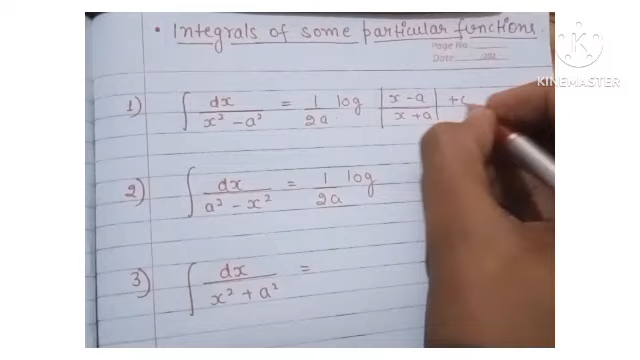 • Integrals of some particular functions.
Page No.
Date
KINEMASTER
1) ∫ dx / (x² - a²) = 1/2a log |x - a / x + a| + c
2) ∫ dx / (a² - x²) = 1/2a log
3) ∫ dx / (x² + a²) =